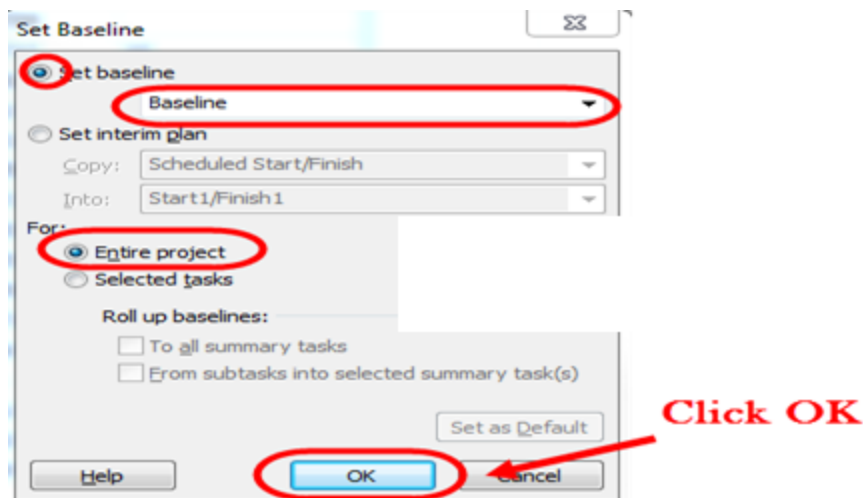 Set Baseline
Set baseline
Baseline
Set interim plan
Copy: Scheduled Start/Finish
Into: Start1/Finish1
For:
Entire project
Selected tasks
Roll up baselines:
To all summary tasks
From subtasks into selected summary task(s)
Set as Default
Click OK
Help OK Cancel